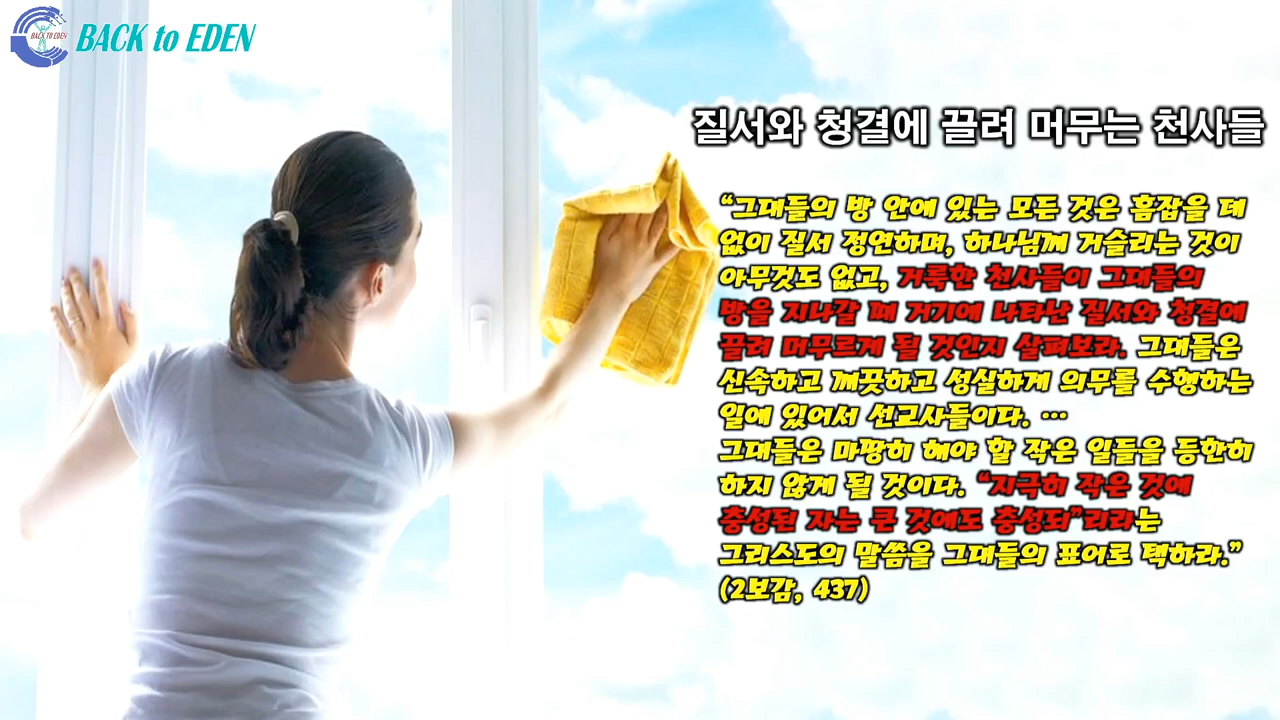 BACK TO EDEN
BACK to EDEN
질서와 청결에 끌려 머무는 천사들
“그대들의 방 안에 있는 모든 것은 흠잡을 데
없이 질서 정연하며, 하나님께 거슬리는 것이
아무것도 없고, 거룩한 천사들이 그대들의
방을 지나갈 때 거기에 나타난 질서와 청결에
끌려 머무르게 될 것인지 살펴보라. 그대들은
신속하고 깨끗하고 성실하게 의무를 수행하는
일에 있어서 선교사들이다. …
그대들은 마땅히 해야 할 작은 일들을 등한히
하지 않게 될 것이다. “지극히 작은 것에
충성된 자는 큰 것에도 충성되”리라는
그리스도의 말씀을 그대들의 표어로 택하라.”
(2보감, 437)